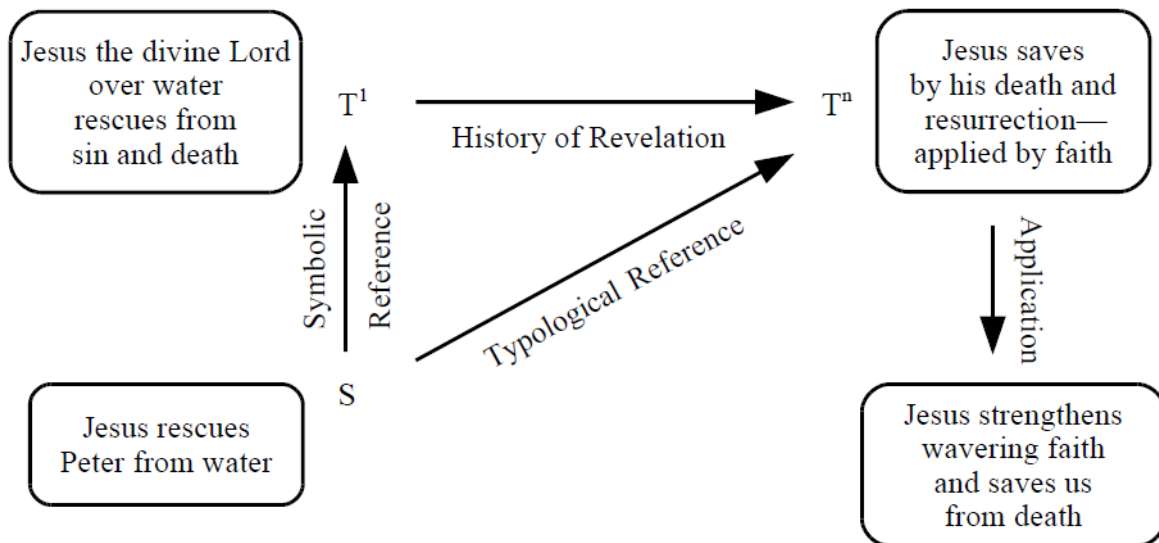 Jesus the divine Lord
over water
rescues from
sin and death
T¹
History of Revelation
Tⁿ
Jesus saves
by his death and
resurrection—
applied by faith
Symbolic
Reference
Typological Reference
Application
S
Jesus rescues
Peter from water
Jesus strengthens
wavering faith
and saves us
from death